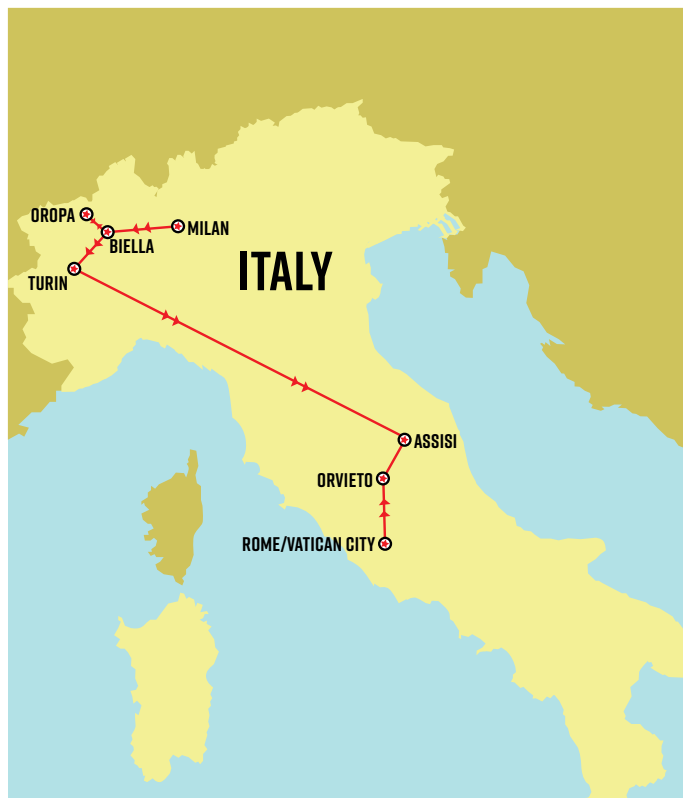 OROPA
MILAN
BIELLA
ITALY
TURIN
ASSISI
ORVIETO
ROME/VATICAN CITY